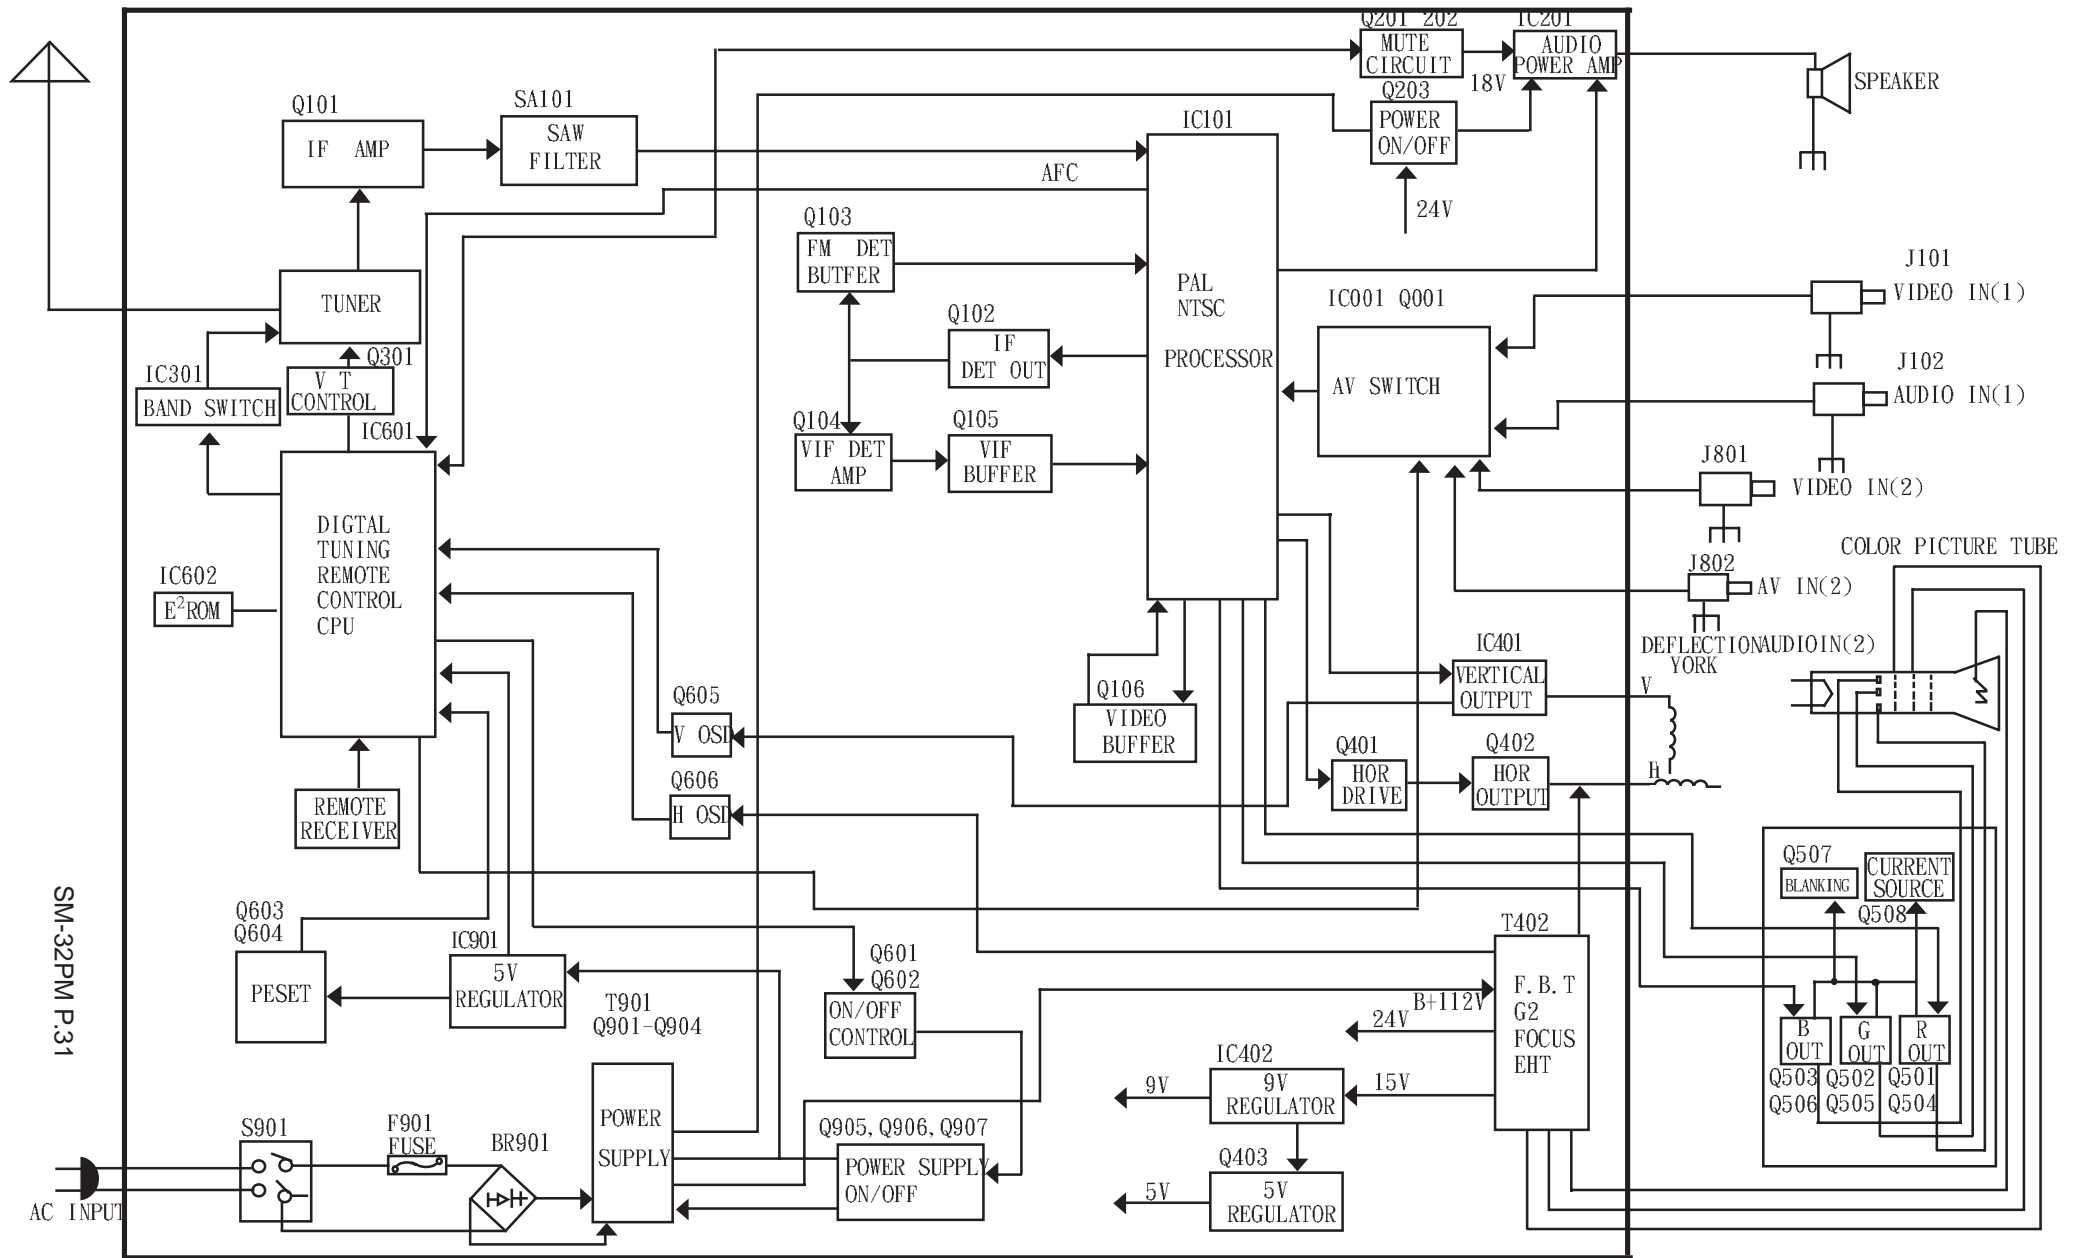 Q201 202
IC201
MUTE
CIRCUIT
AUDIO
POWER AMP
SPEAKER
Q203
18V
POWER
ON/OFF
24V
Q101
IF AMP
SA101
SAW
FILTER
IC101
AFC
PAL
NTSC
PROCESSOR
Q103
FM DET
BUTFER
Q102
IF
DET OUT
Q104
VIF DET
AMP
Q105
VIF
BUFFER
TUNER
Q301
V T
CONTROL
IC301
BAND SWITCH
IC601
DIGTAL
TUNING
REMOTE
CONTROL
CPU
IC602
E²ROM
IC001 Q001
AV SWITCH
J101
VIDEO IN(1)
J102
AUDIO IN(1)
J801
VIDEO IN(2)
J802
AV IN(2)
AUDIOIN(2)
DEFLECTION
YORK
COLOR PICTURE TUBE
V
H
IC401
VERTICAL
OUTPUT
Q401
HOR
DRIVE
Q402
HOR
OUTPUT
Q106
VIDEO
BUFFER
Q605
V OSD
Q606
H OSD
REMOTE
RECEIVER
Q603
Q604
PESET
IC901
5V
REGULATOR
T901
Q901-Q904
POWER
SUPPLY
Q601
Q602
ON/OFF
CONTROL
Q905, Q906, Q907
POWER SUPPLY
ON/OFF
T402
F.B.T
G2
FOCUS
EHT
B+112V
24V
15V
IC402
9V
REGULATOR
9V
Q403
5V
REGULATOR
5V
Q507
BLANKING
CURRENT
SOURCE
Q508
B
OUT
G
OUT
R
OUT
Q503
Q506
Q502
Q505
Q501
Q504
S901
F901
FUSE
BR901
AC INPUT
SM-32PM P.31